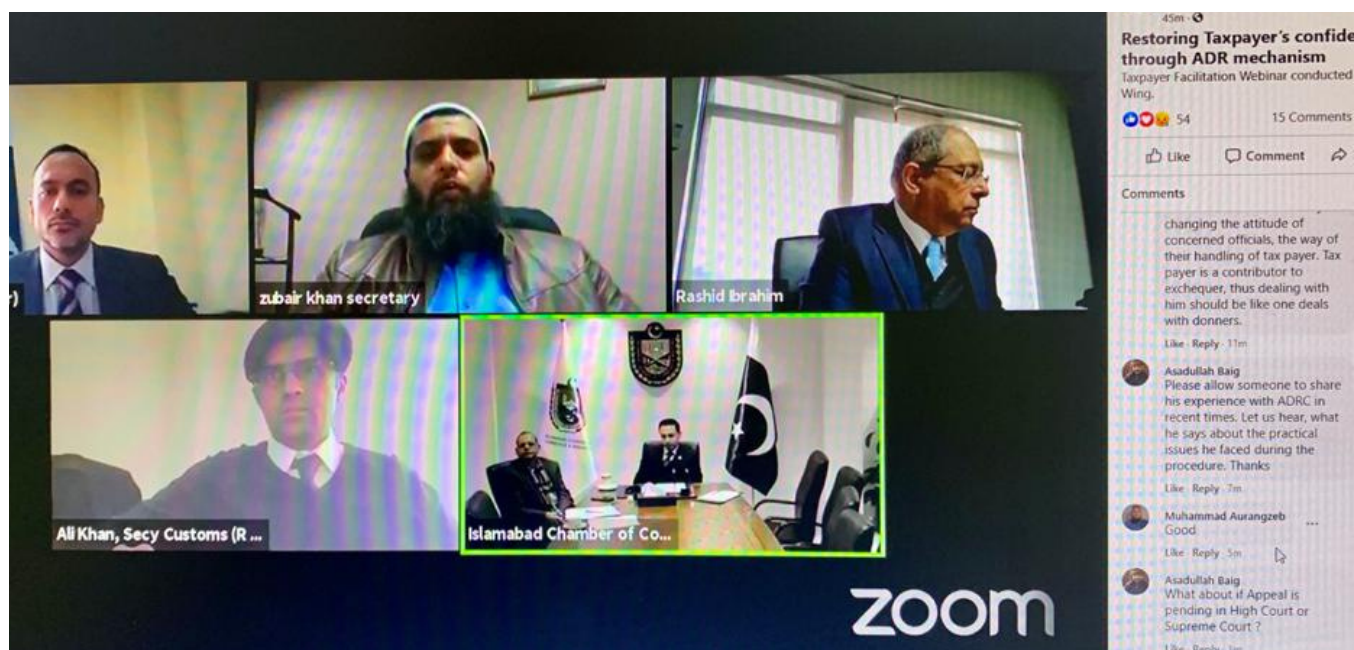 r)
zubair khan secretary
Rashid Ibrahim
Ali Khan, Secy Customs (R ...
Islamabad Chamber of Co...
zoom
45m
Restoring Taxpayer's confide
through ADR mechanism
Taxpayer Facilitation Webinar conducted
Wing.
54
15 Comments
Like
Comment
Comments
changing the attitude of
concerned officials, the way of
their handling of tax payer. Tax
payer is a contributor to
exchequer, thus dealing with
him should be like one deals
with donners.
Like · Reply · 11m
Asadullah Baig
Please allow someone to share
his experience with ADRC in
recent times. Let us hear, what
he says about the practical
issues he faced during the
procedure. Thanks
Like · Reply · 7m
Muhammad Aurangzeb
Good
...
Like · Reply · 5m
Asadullah Baig
What about if Appeal is
pending in High Court or
Supreme Court ?